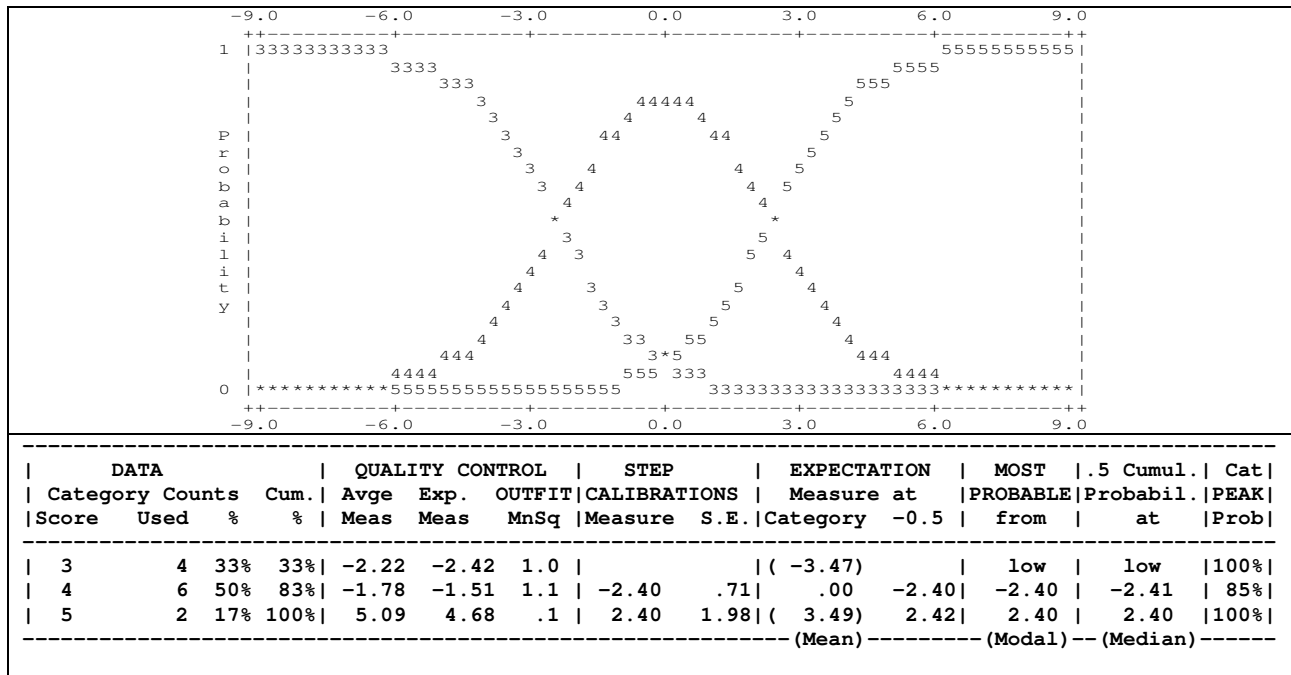 -9.0 -6.0 -3.0 0.0 3.0 6.0 9.0
++------------+------------+------------+------------+------------+------------++
1 |333333333333 555555555555|
| 3333 5555 |
| 333 555 |
| 3 44444 5 |
| 3 4 4 5 |
P | 3 44 44 5 |
r | 3 5 |
o | 3 4 4 5 |
b | 3 4 4 5 |
a | 4 4 |
b | * * |
i | 3 5 |
l | 4 3 5 4 |
i | 4 4 |
t | 4 3 5 4 |
y | 4 3 5 4 |
| 4 3 5 4 |
| 4 33 55 4 |
| 444 3*5 444 |
| 4444 555 333 4444 |
0 |************555555555555555555555 333333333333333333333************|
++------------+------------+------------+------------+------------+------------++
-9.0 -6.0 -3.0 0.0 3.0 6.0 9.0
---------------------------------------------------------------------------------------------------
| DATA | QUALITY CONTROL | STEP | EXPECTATION | MOST |.5 Cumul.| Cat|
| Category Counts Cum.| Avge Exp. OUTFIT|CALIBRATIONS | Measure at |PROBABLE|Probabil.|PEAK|
|Score Used % % | Meas Meas MnSq |Measure S.E.|Category -0.5 | from | at |Prob|
---------------------------------------------------------------------------------------------------
| 3 4 33% 33%| -2.22 -2.42 1.0 | |( -3.47) | low | low |100%|
| 4 6 50% 83%| -1.78 -1.51 1.1 | -2.40 .71| .00 -2.40| -2.40 | -2.41 | 85%|
| 5 2 17% 100%| 5.09 4.68 .1 | 2.40 1.98|( 3.49) 2.42| 2.40 | 2.40 |100%|
-------------------------------------------------------------(Mean)---------(Modal)--(Median)------